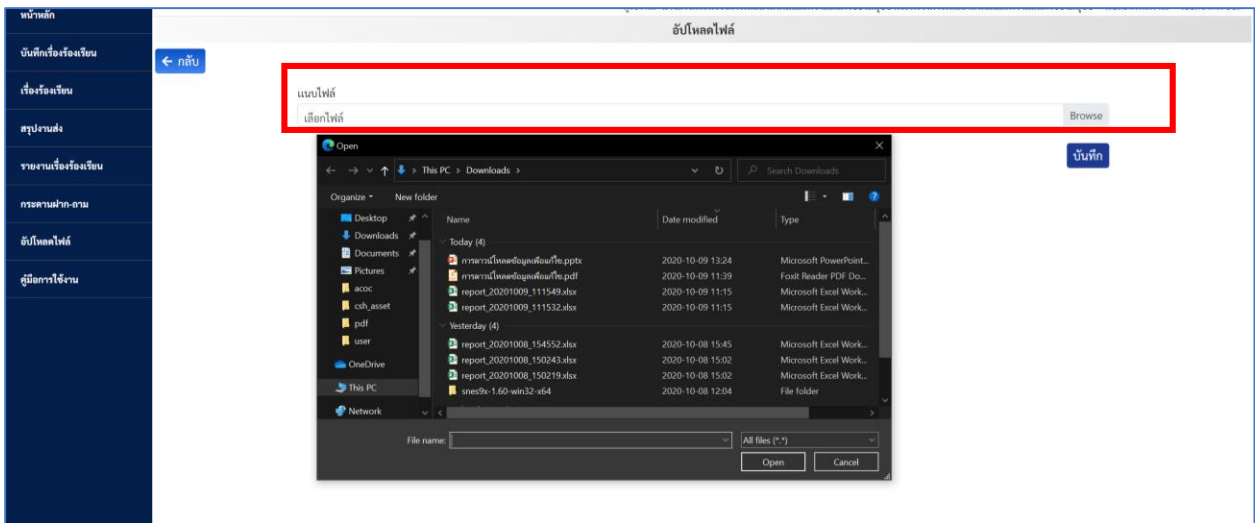 หน้าหลัก
อัปโหลดไฟล์
บันทึกเรื่องร้องเรียน
← กลับ
เรื่องร้องเรียน
แนบไฟล์
เลือกไฟล์
Browse
สรุปงานส่ง
บันทึก
รายงานเรื่องร้องเรียน
กระดานฝาก-ถาม
อัปโหลดไฟล์
คู่มือการใช้งาน
Open
This PC > Downloads >
Search Downloads
Organize
New folder
Desktop
Downloads
Documents
Pictures
acoc
csh_asset
pdf
user
OneDrive
This PC
Network
Name Date modified Type
Today (4)
การดาวน์โหลดข้อมูลเพื่อแก้ไข.pptx 2020-10-09 13:24 Microsoft PowerPoint...
การดาวน์โหลดข้อมูลเพื่อแก้ไข.pdf 2020-10-09 11:39 Foxit Reader PDF Do...
report_20201009_111549.xlsx 2020-10-09 11:15 Microsoft Excel Work...
report_20201009_111532.xlsx 2020-10-09 11:15 Microsoft Excel Work...
Yesterday (4)
report_20201008_154552.xlsx 2020-10-08 15:45 Microsoft Excel Work...
report_20201008_150243.xlsx 2020-10-08 15:02 Microsoft Excel Work...
report_20201008_150219.xlsx 2020-10-08 15:02 Microsoft Excel Work...
snes9x-1.60-win32-x64 2020-10-08 12:04 File folder
File name:
All files (*.*)
Open
Cancel